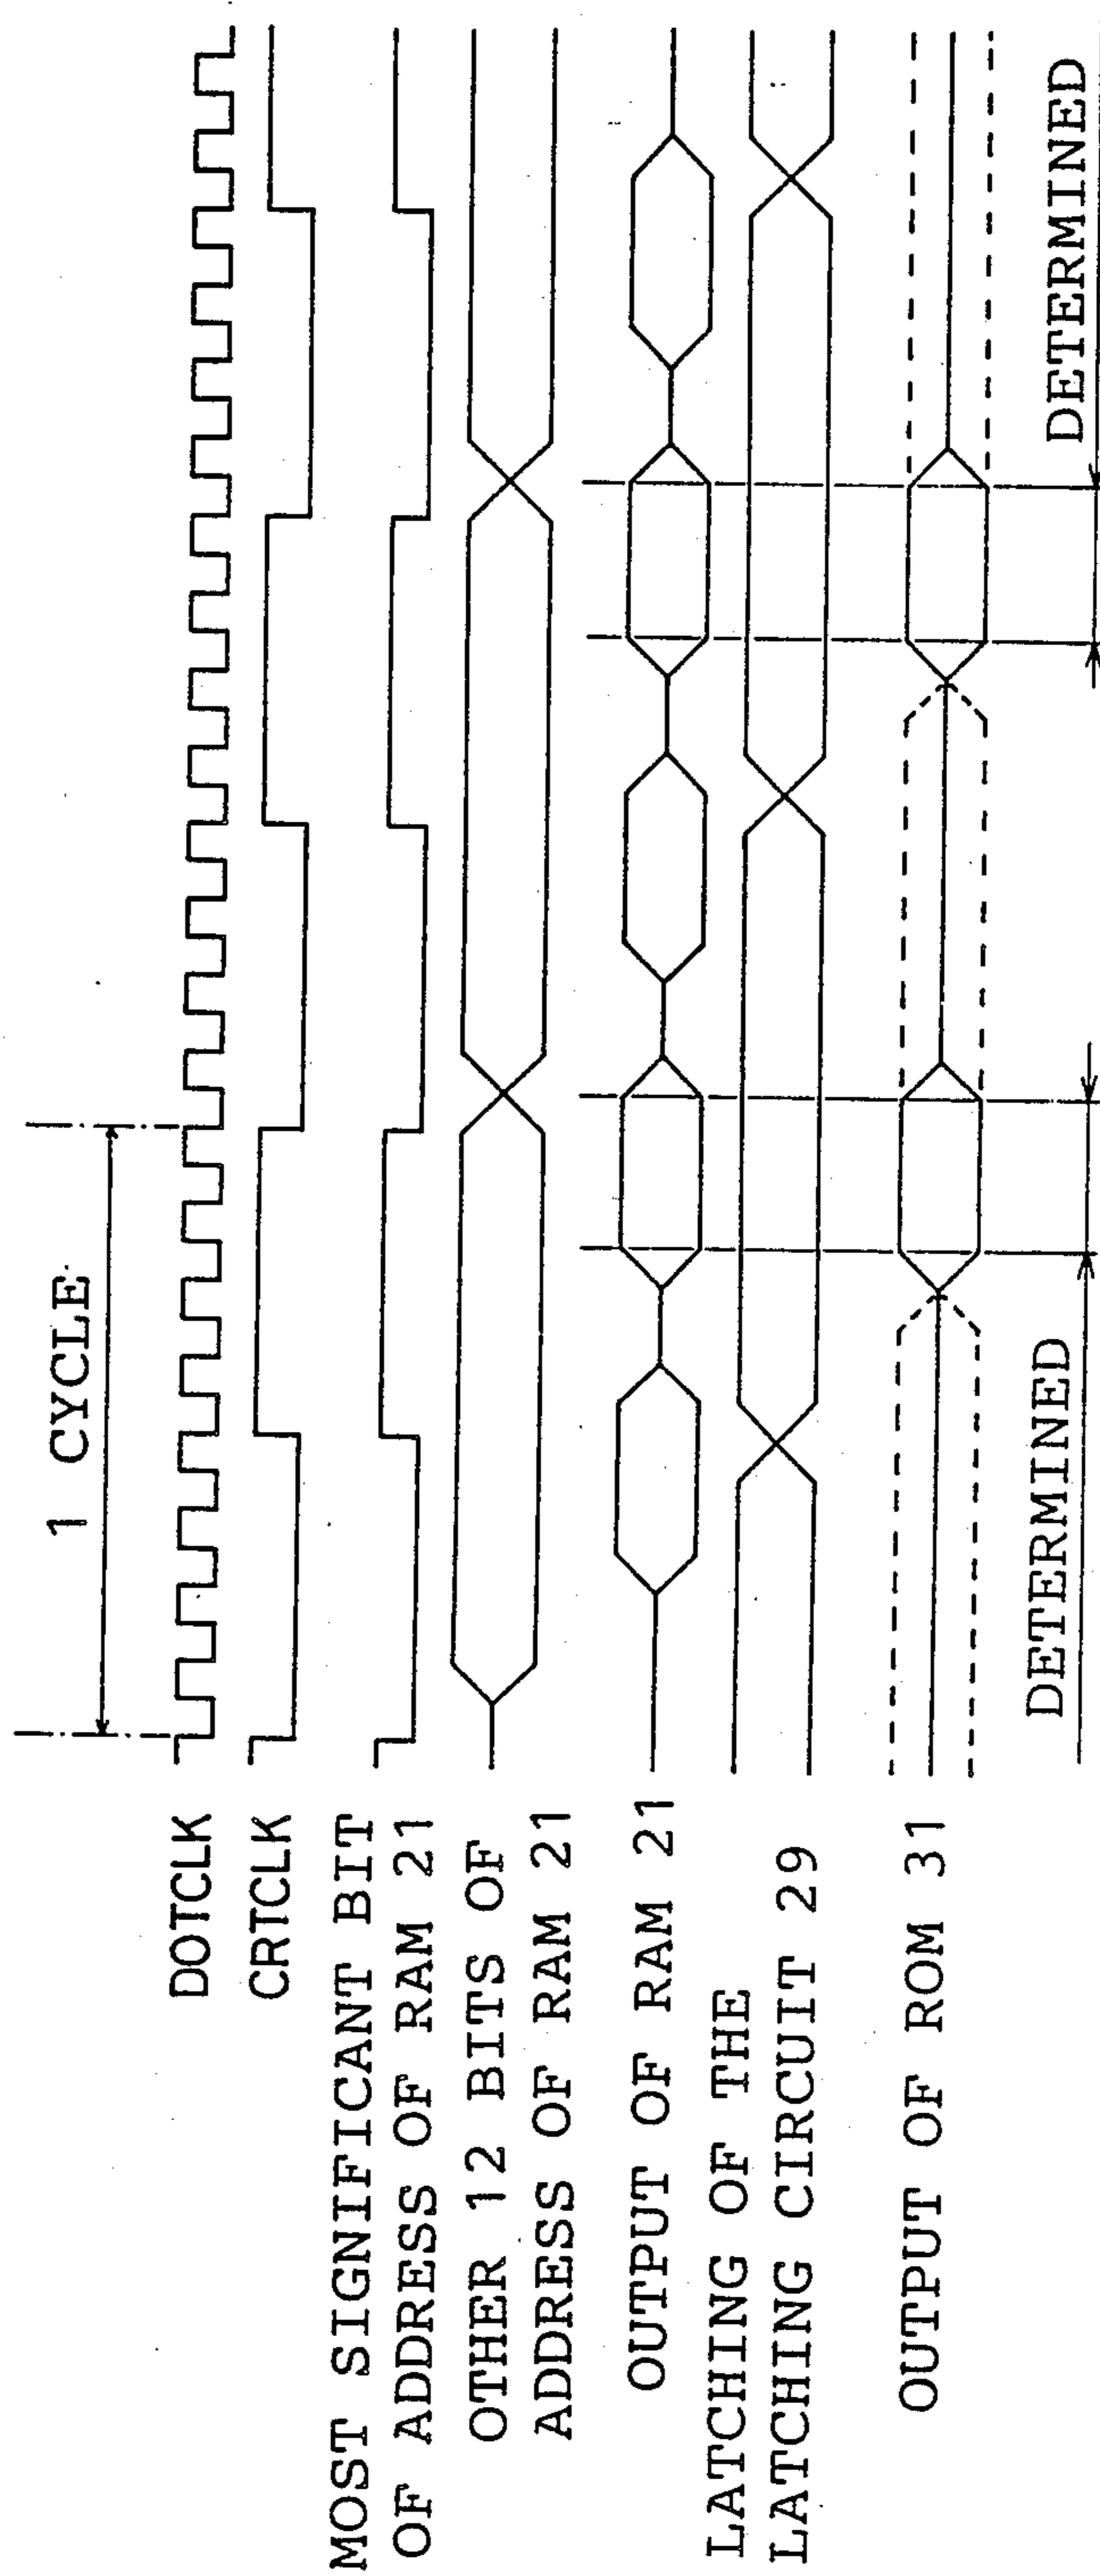 1 CYCLE
DOTCLK
CRTCLK
MOST SIGNIFICANT BIT
OF ADDRESS OF RAM 21
OTHER 12 BITS OF
ADDRESS OF RAM 21
OUTPUT OF RAM 21
LATCHING OF THE
LATCHING CIRCUIT 29
OUTPUT OF ROM 31
DETERMINED
DETERMINED